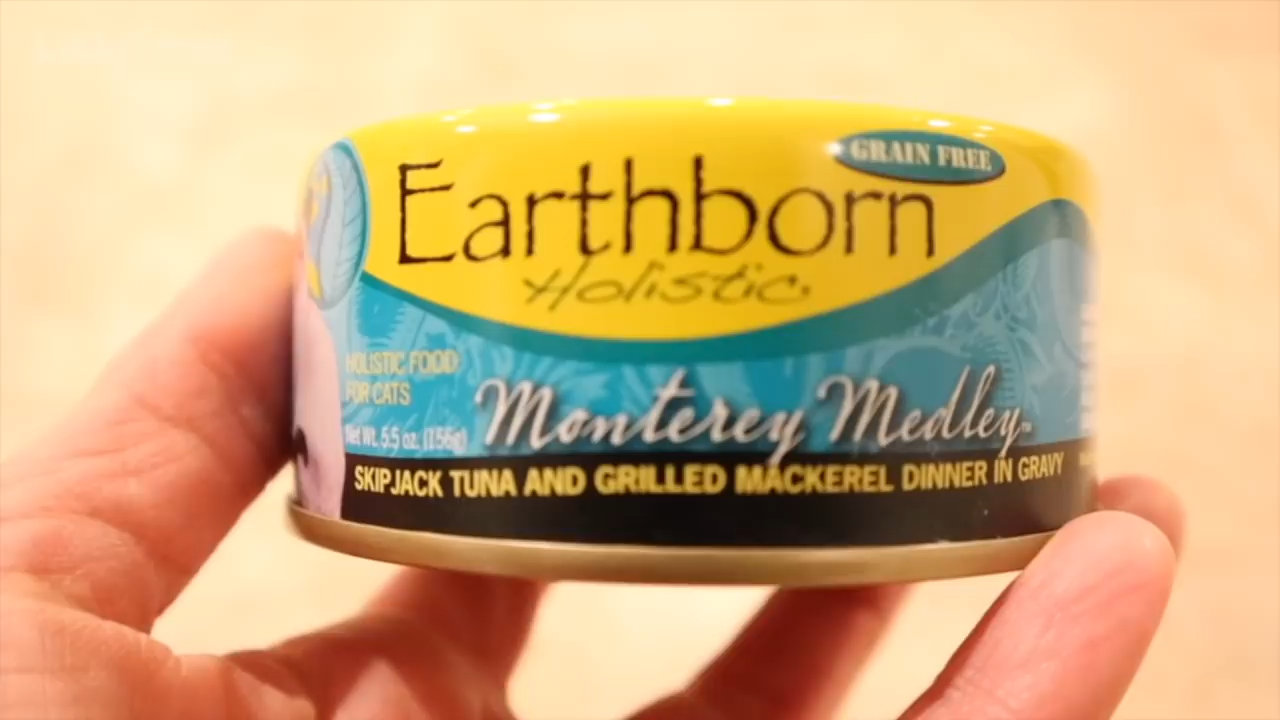 GRAIN FREE
Earthborn
Holistic
HOLISTIC FOOD
FOR CATS
Net Wt. 5.5 oz. (156g)
Monterey Medley™
SKIPJACK TUNA AND GRILLED MACKEREL DINNER IN GRAVY